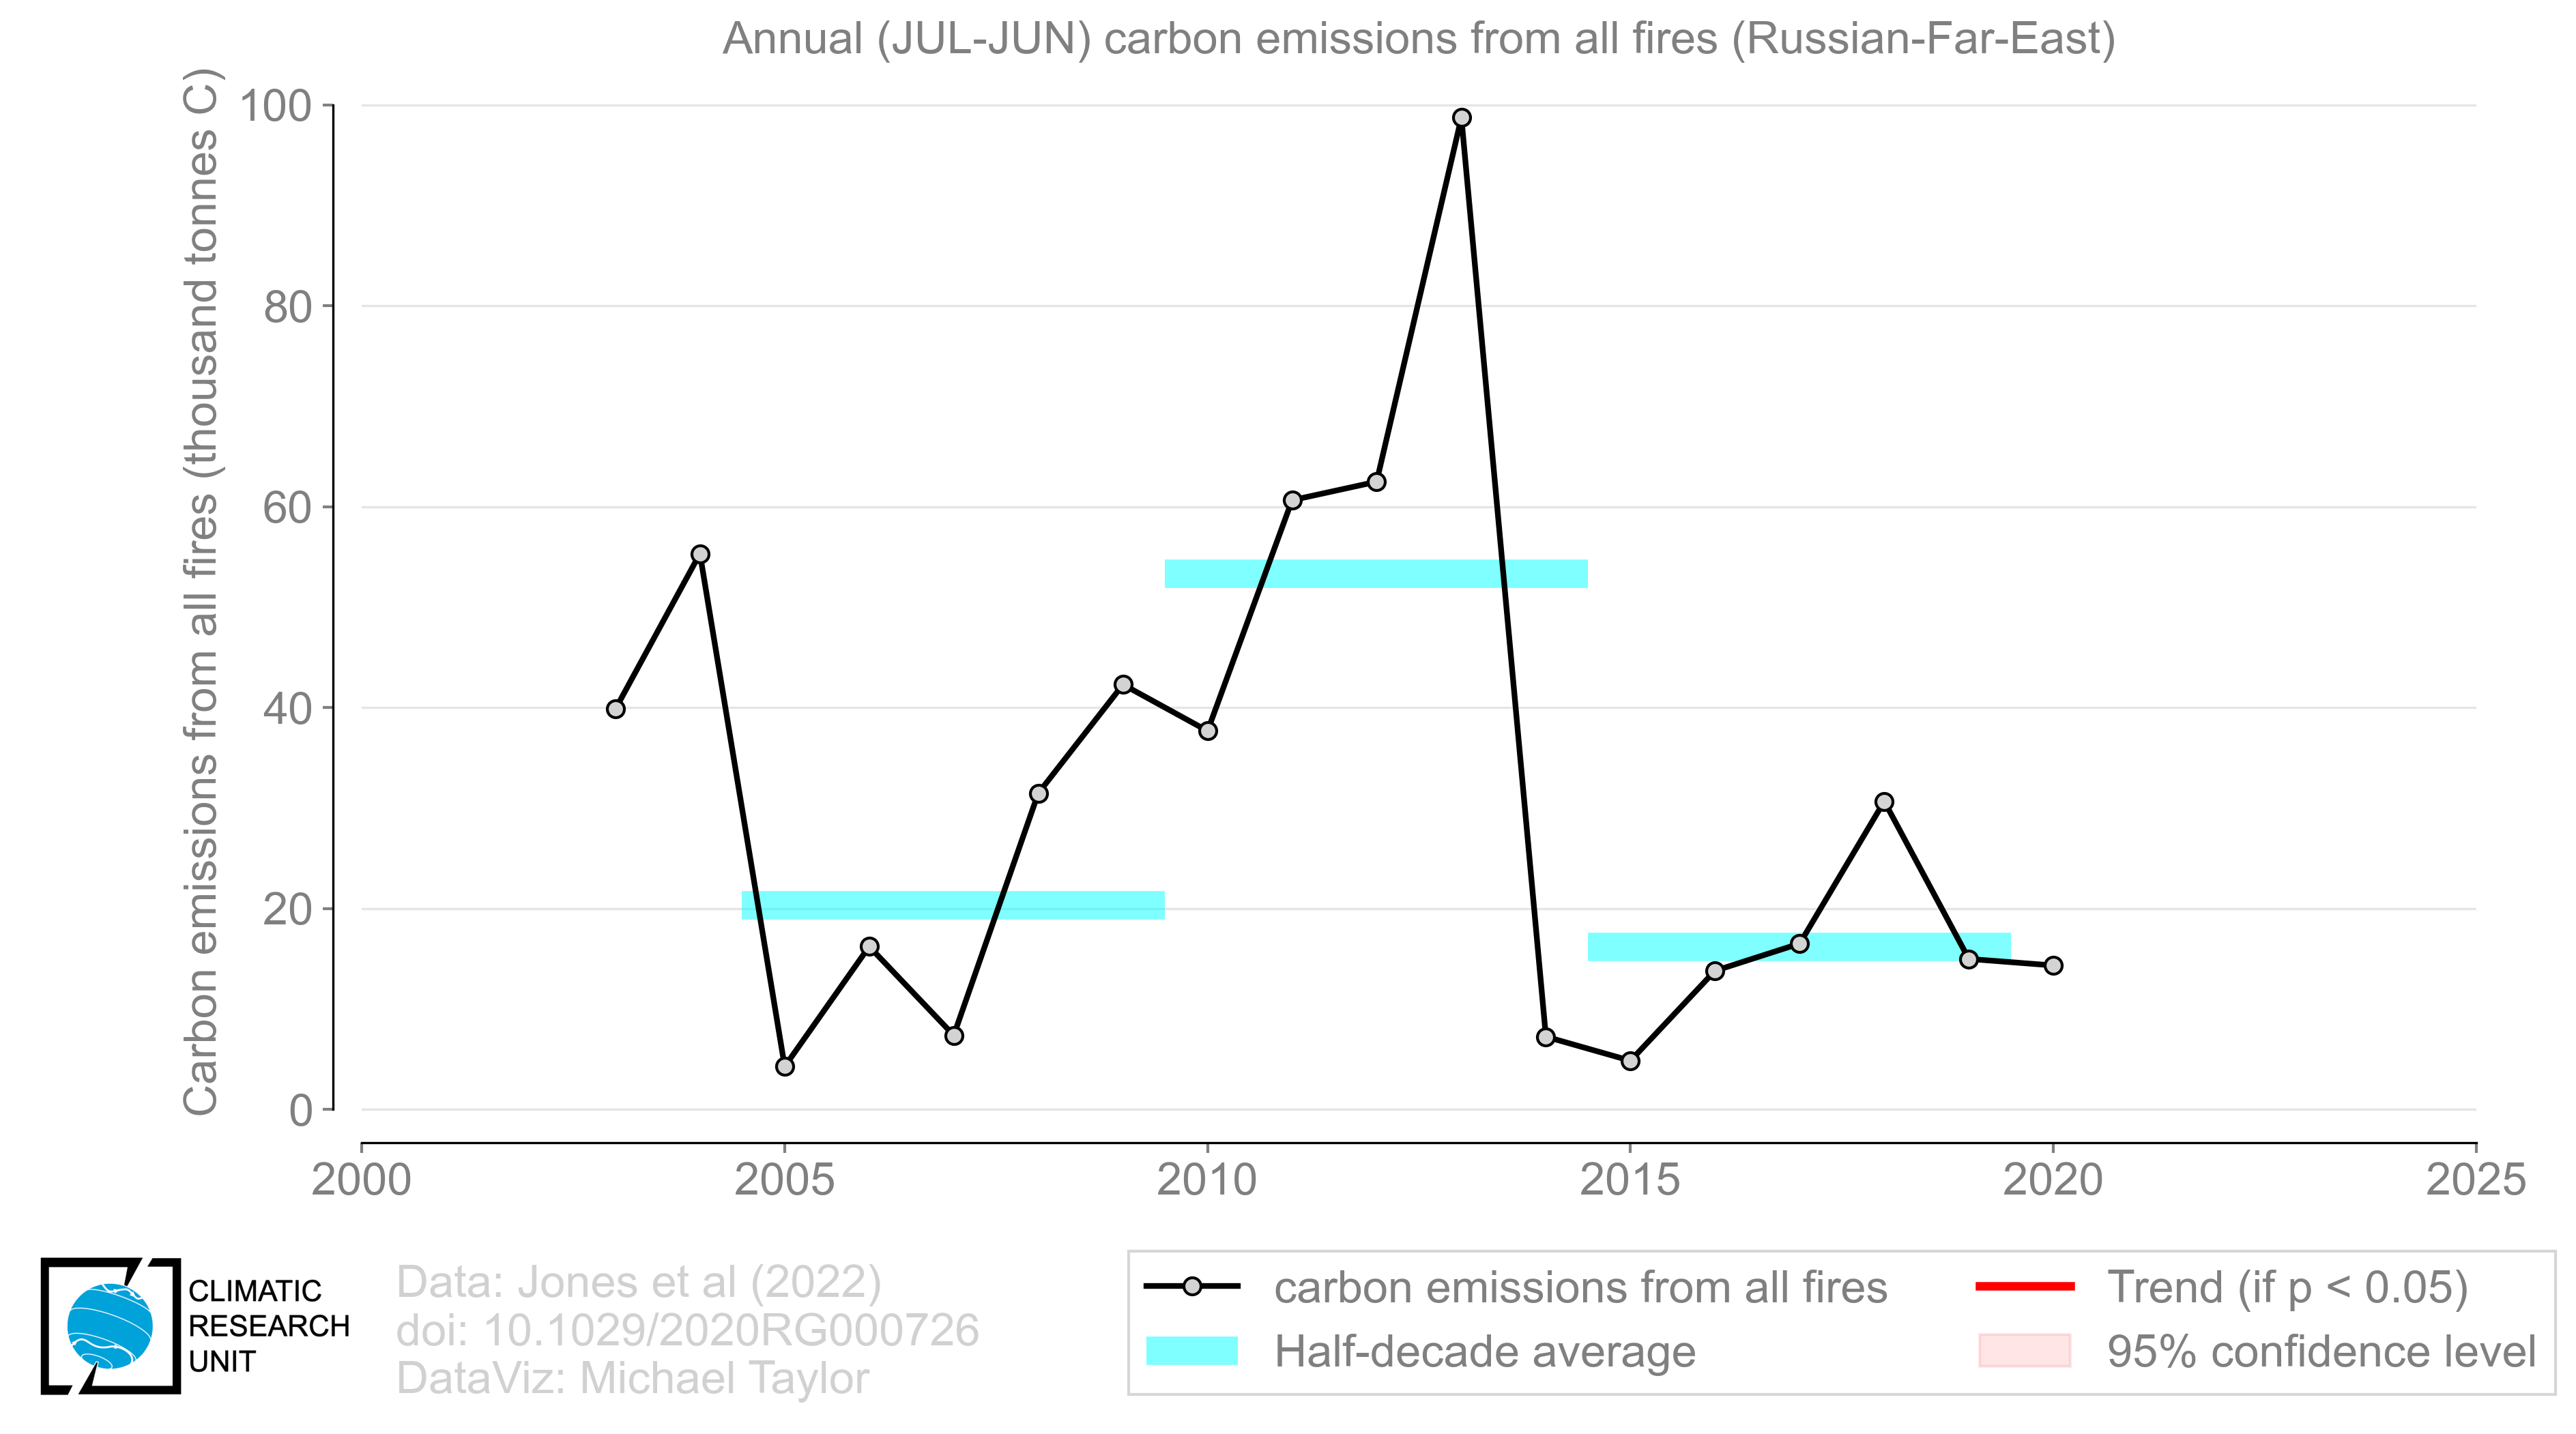 Annual (JUL-JUN) carbon emissions from all fires (Russian-Far-East)
Carbon emissions from all fires (thousand tonnes C)
100
80
60
40
20
0
2000 2005 2010 2015 2020 2025
CLIMATIC
RESEARCH
UNIT
Data: Jones et al (2022)
doi: 10.1029/2020RG000726
DataViz: Michael Taylor
carbon emissions from all fires
Half-decade average
Trend (if p < 0.05)
95% confidence level